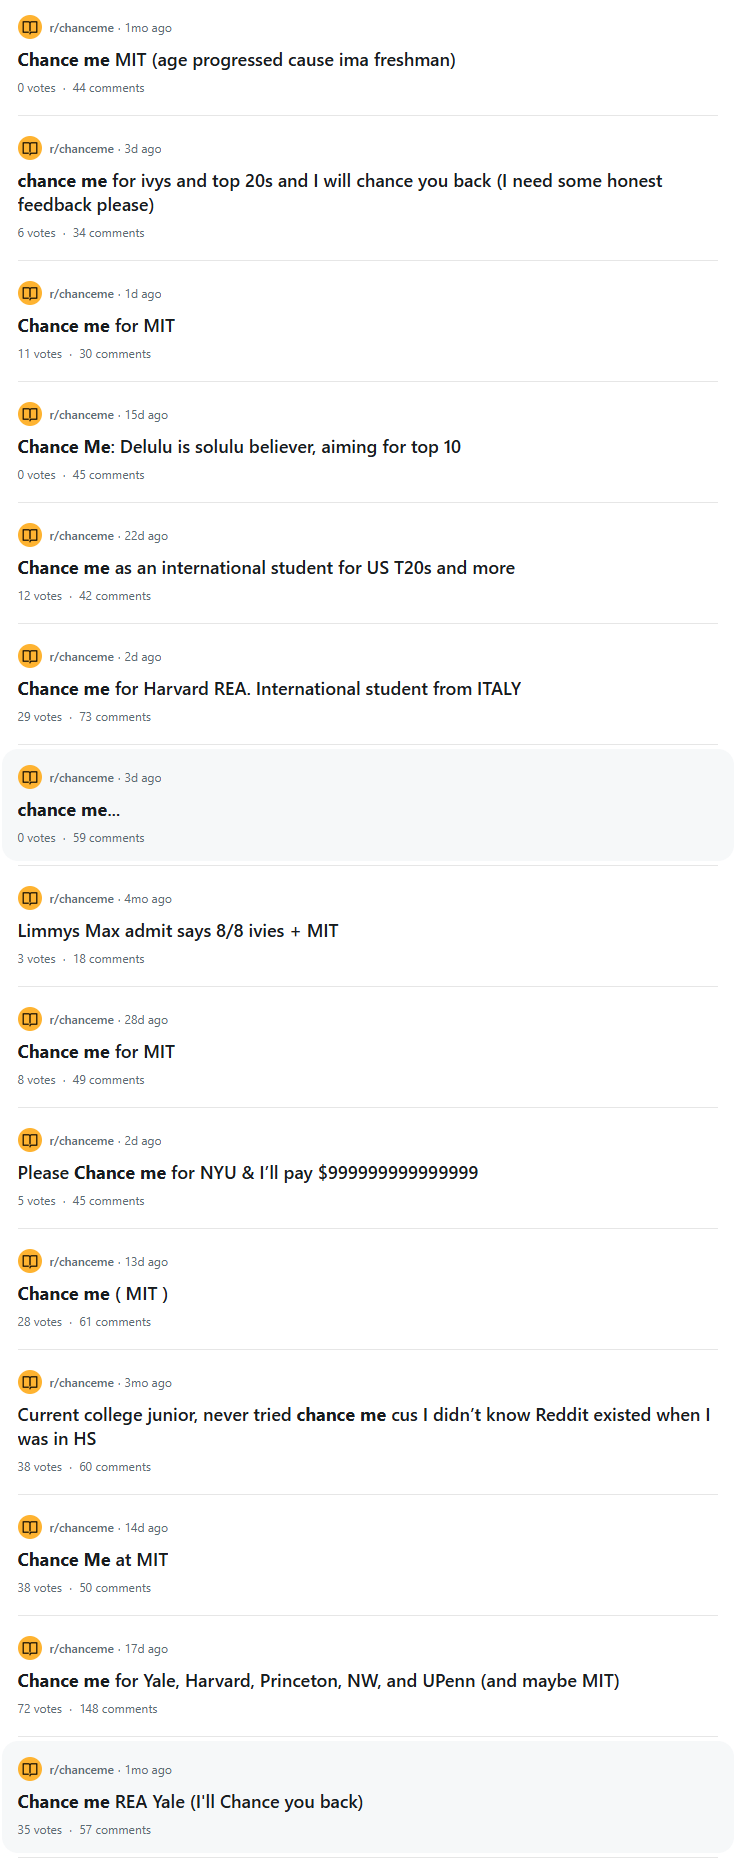 r/chanceme · 1mo ago
Chance me MIT (age progressed cause ima freshman)
0 votes · 44 comments
r/chanceme · 3d ago
chance me for ivys and top 20s and I will chance you back (I need some honest
feedback please)
6 votes · 34 comments
r/chanceme · 1d ago
Chance me for MIT
11 votes · 30 comments
r/chanceme · 15d ago
Chance Me: Delulu is solulu believer, aiming for top 10
0 votes · 45 comments
r/chanceme · 22d ago
Chance me as an international student for US T20s and more
12 votes · 42 comments
r/chanceme · 2d ago
Chance me for Harvard REA. International student from ITALY
29 votes · 73 comments
r/chanceme · 3d ago
chance me...
0 votes · 59 comments
r/chanceme · 4mo ago
Limmys Max admit says 8/8 ivies + MIT
3 votes · 18 comments
r/chanceme · 28d ago
Chance me for MIT
8 votes · 49 comments
r/chanceme · 2d ago
Please Chance me for NYU & I’ll pay $999999999999999
5 votes · 45 comments
r/chanceme · 13d ago
Chance me ( MIT )
28 votes · 61 comments
r/chanceme · 3mo ago
Current college junior, never tried chance me cus I didn’t know Reddit existed when I
was in HS
38 votes · 60 comments
r/chanceme · 14d ago
Chance Me at MIT
38 votes · 50 comments
r/chanceme · 17d ago
Chance me for Yale, Harvard, Princeton, NW, and UPenn (and maybe MIT)
72 votes · 148 comments
r/chanceme · 1mo ago
Chance me REA Yale (I'll Chance you back)
35 votes · 57 comments